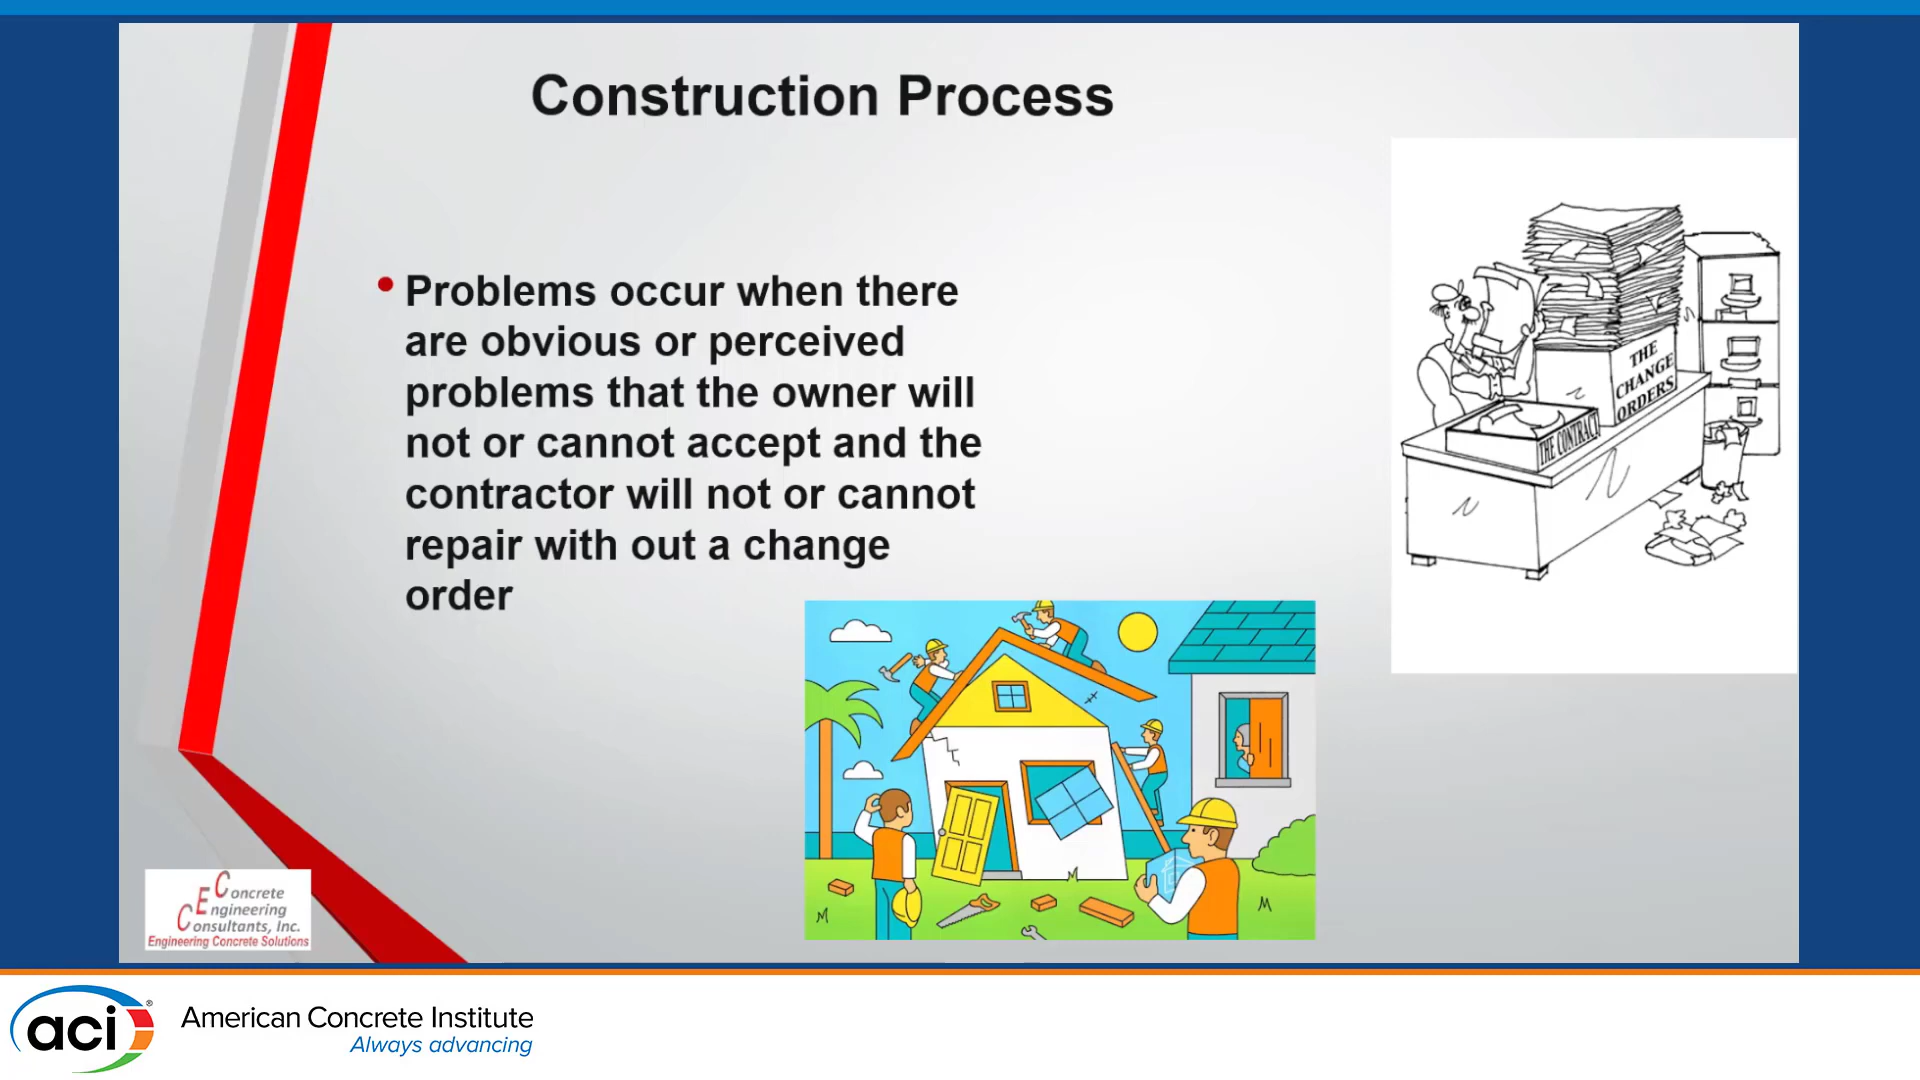 Construction Process
• Problems occur when there
are obvious or perceived
problems that the owner will
not or cannot accept and the
contractor will not or cannot
repair with out a change
order
THE
CHANGE
ORDERS
THE CONTRACT
Concrete
Engineering
Consultants, Inc.
Engineering Concrete Solutions
aci®
American Concrete Institute
Always advancing